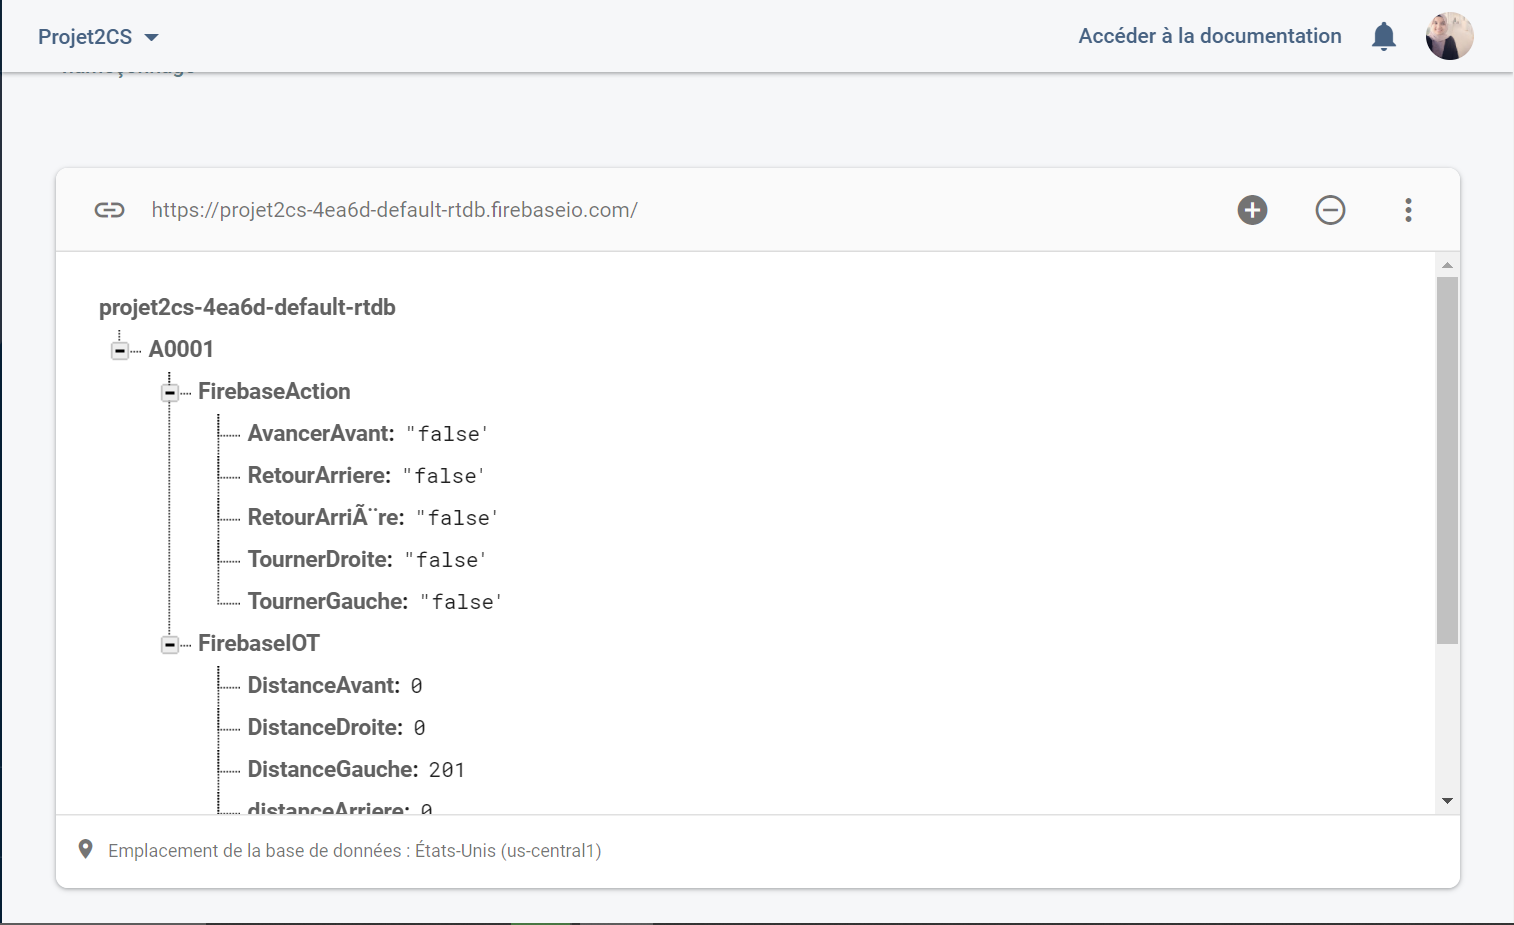 Projet2CS
Accéder à la documentation
https://projet2cs-4ea6d-default-rtdb.firebaseio.com/
projet2cs-4ea6d-default-rtdb
A0001
FirebaseAction
AvancerAvant: "false'
RetourArriere: "false'
RetourArriÃ¨re: "false'
TournerDroite: "false'
TournerGauche: "false'
FirebaseIOT
DistanceAvant: 0
DistanceDroite: 0
DistanceGauche: 201
distanceArriere: 0
Emplacement de la base de données : États-Unis (us-central1)